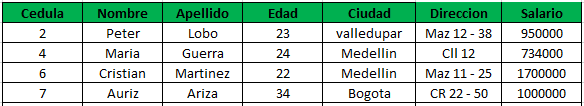 Cedula Nombre Apellido Edad Ciudad Direccion Salario
2 Peter Lobo 23 valledupar Maz 12 - 38 950000
4 Maria Guerra 24 Medellin Cll 12 734000
6 Cristian Martinez 22 Medellin Maz 11 - 25 1700000
7 Auriz Ariza 34 Bogota CR 22 - 50 1000000